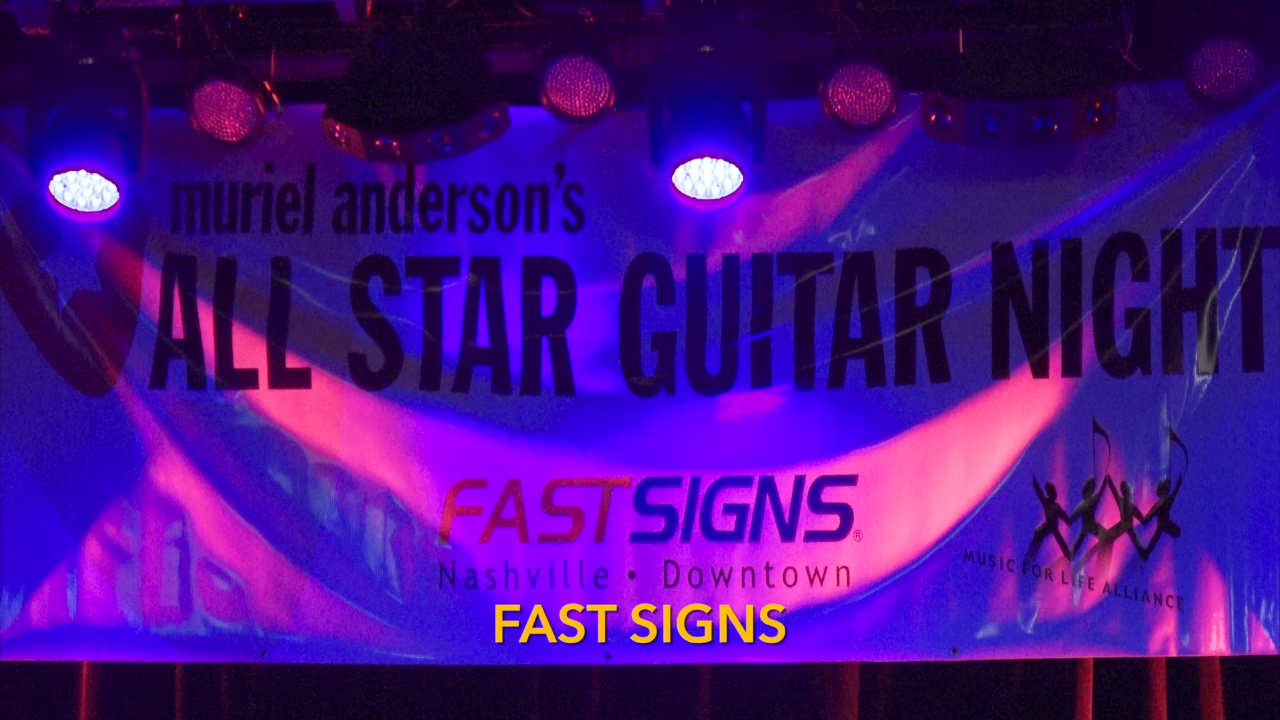 muriel anderson's
ALL STAR GUITAR NIGHT
FASTSIGNS®
Nashville • Downtown
MUSIC FOR LIFE ALLIANCE
FAST SIGNS